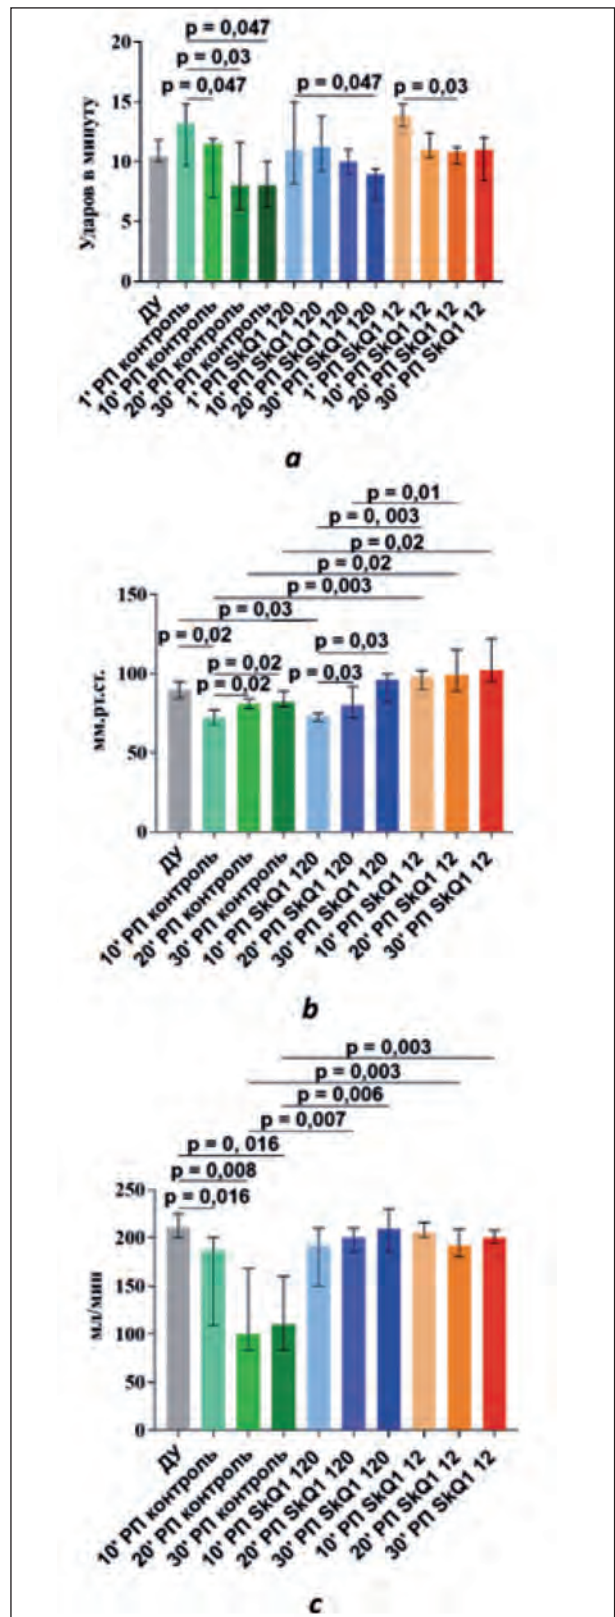 p = 0,047
p = 0,03
p = 0,047
p = 0,047
p = 0,03
20
15
10
5
0
Ударов в минуту
ДУ
1' РП контроль
10' РП контроль
20' РП контроль
30' РП контроль
1' РП SkQ1 120
10' РП SkQ1 120
20' РП SkQ1 120
30' РП SkQ1 120
1' РП SkQ1 12
10' РП SkQ1 12
20' РП SkQ1 12
30' РП SkQ1 12
a
p = 0,01
p = 0, 003
p = 0,02
p = 0,02
p = 0,003
p = 0,03
p = 0,02
p = 0,03
p = 0,02
p = 0,03
p = 0,02
150
100
50
0
мм.рт.ст.
ДУ
10' РП контроль
20' РП контроль
30' РП контроль
10' РП SkQ1 120
20' РП SkQ1 120
30' РП SkQ1 120
10' РП SkQ1 12
20' РП SkQ1 12
30' РП SkQ1 12
b
p = 0,003
p = 0,003
p = 0,006
p = 0,007
p = 0, 016
p = 0,008
p = 0,016
250
200
150
100
50
0
мл/мин
ДУ
10' РП контроль
20' РП контроль
30' РП контроль
10' РП SkQ1 120
20' РП SkQ1 120
30' РП SkQ1 120
10' РП SkQ1 12
20' РП SkQ1 12
30' РП SkQ1 12
c